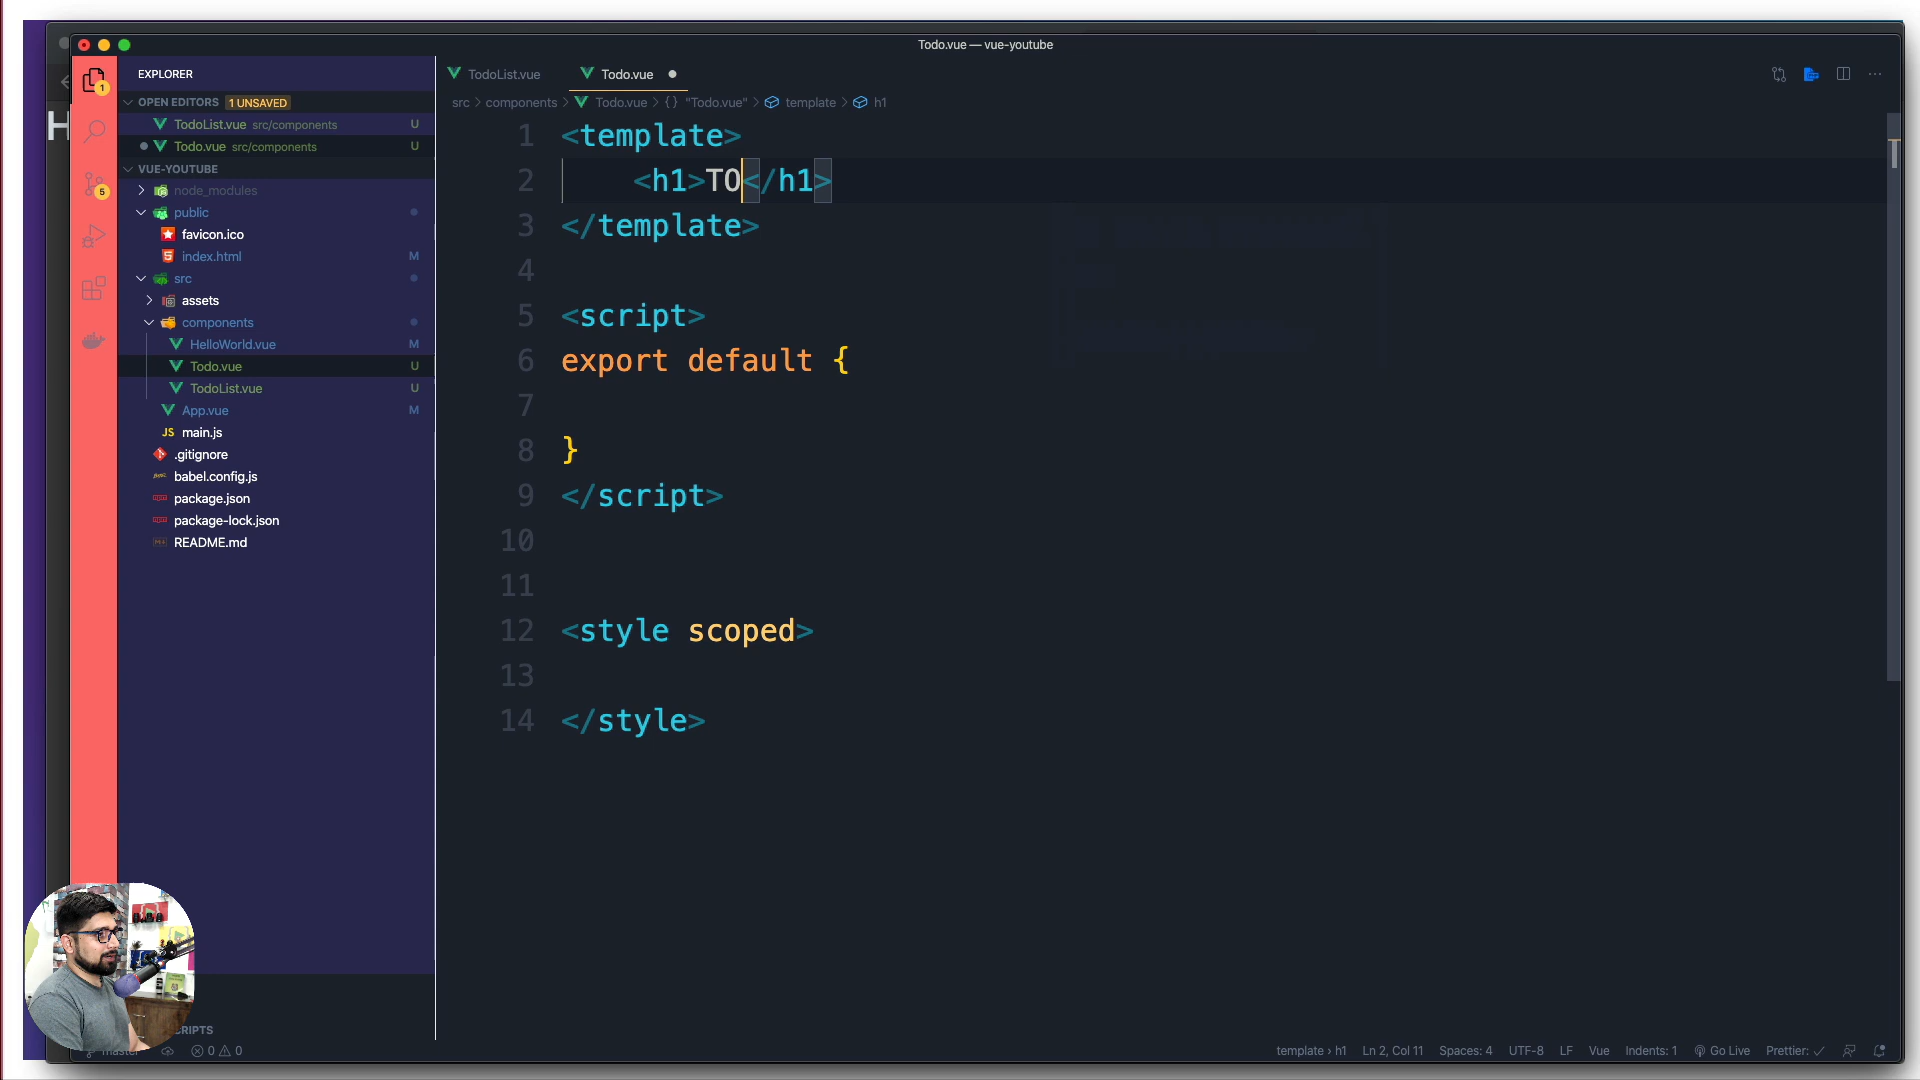 Todo.vue — vue-youtube
EXPLORER
OPEN EDITORS 1 UNSAVED
TodoList.vue src/components U
Todo.vue src/components U
VUE-YOUTUBE
node_modules
public
favicon.ico
index.html M
src
assets
components
HelloWorld.vue M
Todo.vue U
TodoList.vue U
App.vue M
JS main.js
.gitignore
babel.config.js
package.json
package-lock.json
README.md
1
5
H
TodoList.vue
Todo.vue
src > components > Todo.vue > {} "Todo.vue" > template > h1
1 <template>
2 <h1>TO</h1>
3 </template>
4
5 <script>
6 export default {
7
8 }
9 </script>
10
11
12 <style scoped>
13
14 </style>
RIPTS
master
0 0
template › h1 Ln 2, Col 11 Spaces: 4 UTF-8 LF Vue Indents: 1 Go Live Prettier: ✓